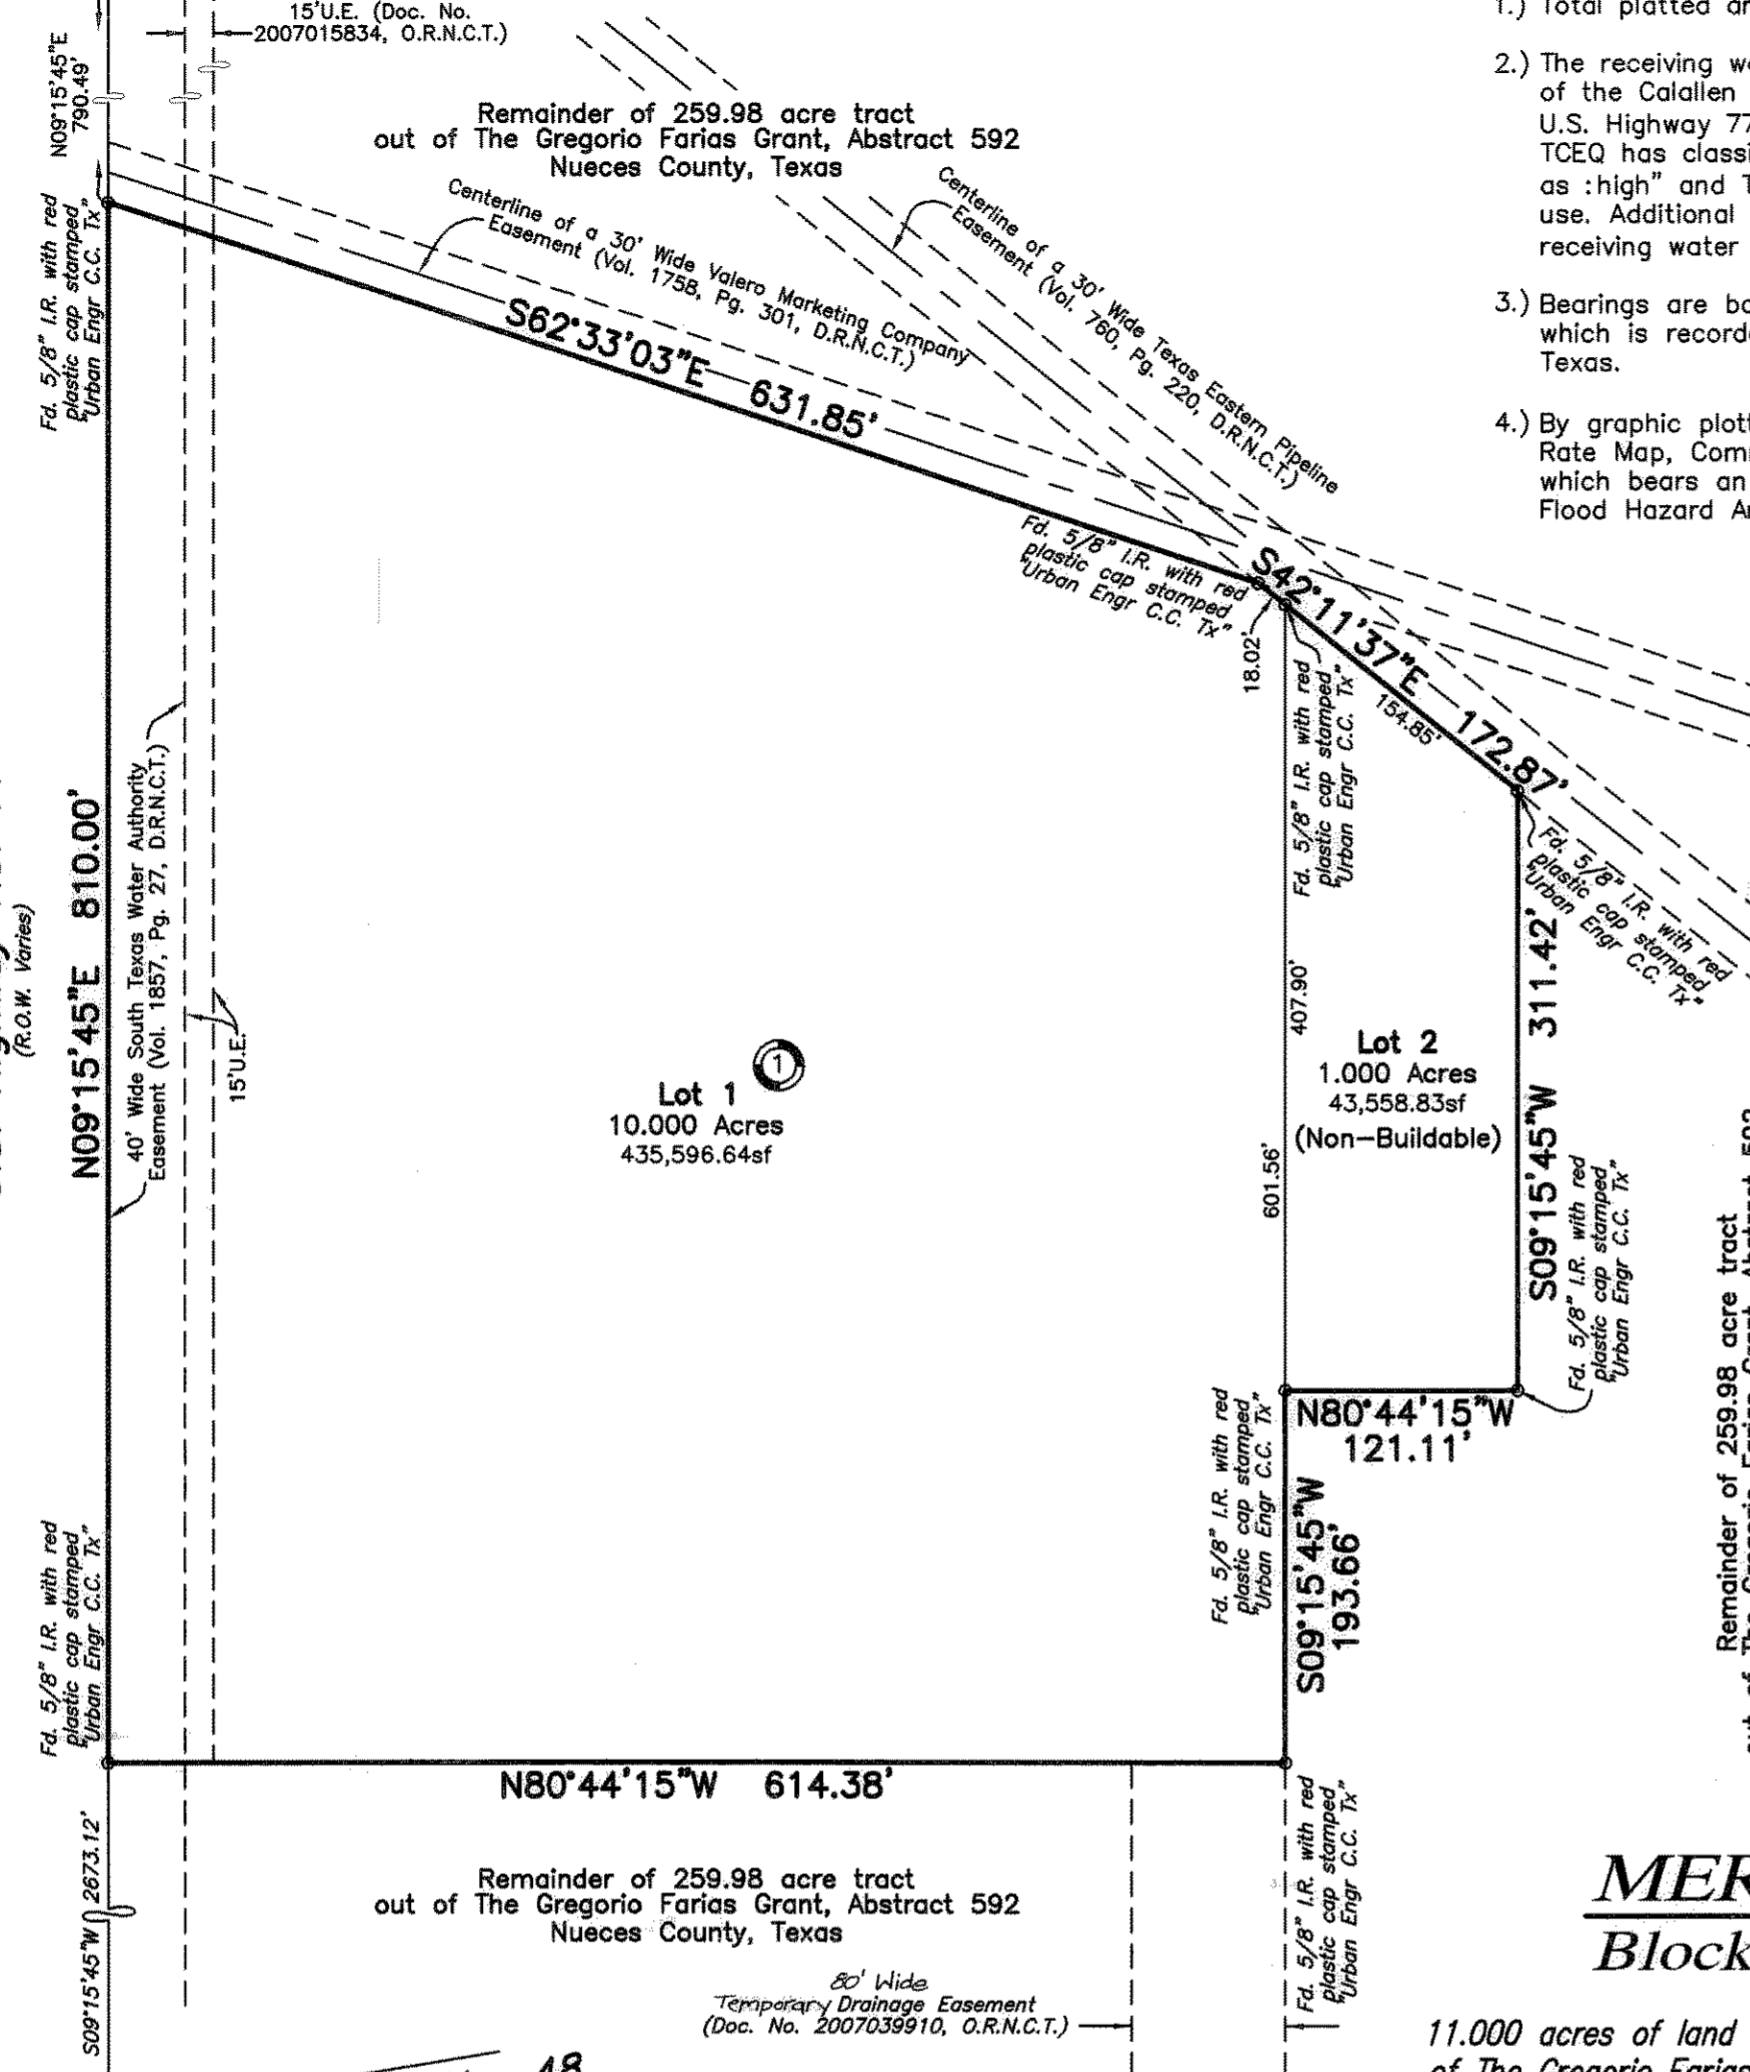 15'U.E. (Doc. No.
2007015834, O.R.N.C.T.)
N09°15'45"E
790.49'
Remainder of 259.98 acre tract
out of The Gregorio Farias Grant, Abstract 592
Nueces County, Texas
Centerline of a 30' Wide Valero Marketing Company
Easement (Vol. 1758, Pg. 301, D.R.N.C.T.)
Centerline of a 30' Wide Texas Eastern Pipeline
Easement (Vol. 760, Pg. 220, D.R.N.C.T.)
1.) Total platted
2.) The receiving
of the Calallen
U.S. Highway 77
TCEQ has
as :high" and
use. Additional
receiving water
3.) Bearings are
which is
Texas.
4.) By graphic
Rate Map,
which bears an
Flood Hazard
Fd. 5/8" I.R. with red
plastic cap stamped
"Urban Engr C.C. Tx"
S62°33'03"E 631.85'
Fd. 5/8" I.R. with red
plastic cap stamped
"Urban Engr C.C. Tx"
S42°11'37"E 172.87'
18.02'
154.85'
Fd. 5/8" I.R. with red
plastic cap stamped
"Urban Engr C.C. Tx"
Fd. 5/8" I.R. with red
plastic cap stamped
"Urban Engr C.C. Tx"
(R.O.W. Varies)
N09°15'45"E 810.00'
40' Wide South Texas Water Authority
Easement (Vol. 1857, Pg. 27, D.R.N.C.T.)
15'U.E.
1
Lot 1
10.000 Acres
435,596.64sf
407.90'
601.56'
Lot 2
1.000 Acres
43,558.83sf
(Non-Buildable)
S09°15'45"W 311.42'
Fd. 5/8" I.R. with red
plastic cap stamped
"Urban Engr C.C. Tx"
Remainder of 259.98 acre tract
N80°44'15"W
121.11'
Fd. 5/8" I.R. with red
plastic cap stamped
"Urban Engr C.C. Tx"
S09°15'45"W
193.66'
Fd. 5/8" I.R. with red
plastic cap stamped
"Urban Engr C.C. Tx"
N80°44'15"W 614.38'
Fd. 5/8" I.R. with red
plastic cap stamped
"Urban Engr C.C. Tx"
S09°15'45"W 2673.12'
Remainder of 259.98 acre tract
out of The Gregorio Farias Grant, Abstract 592
Nueces County, Texas
80' Wide
Temporary Drainage Easement
(Doc. No. 2007039910, O.R.N.C.T.)
Block
11.000 acres of land
of The Gregorio Farias
48